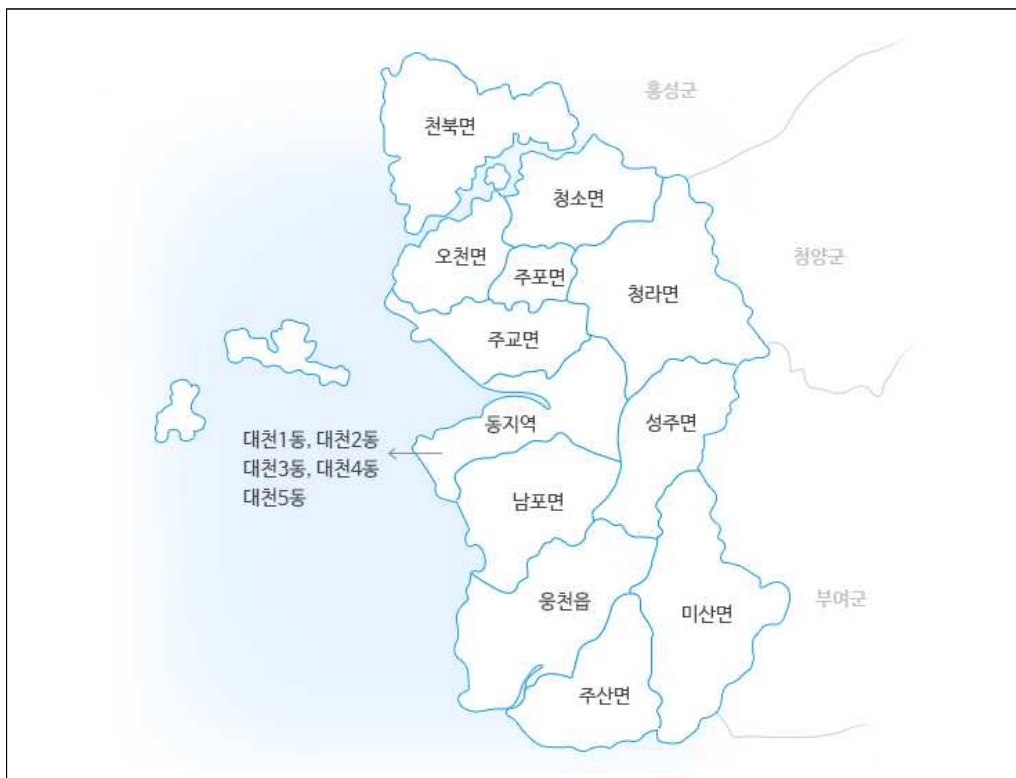 홍성군
천북면
청소면
오천면
주포면
청양군
청라면
주교면
동지역
성주면
대천1동, 대천2동
대천3동, 대천4동
대천5동
남포면
웅천읍
미산면
부여군
주산면